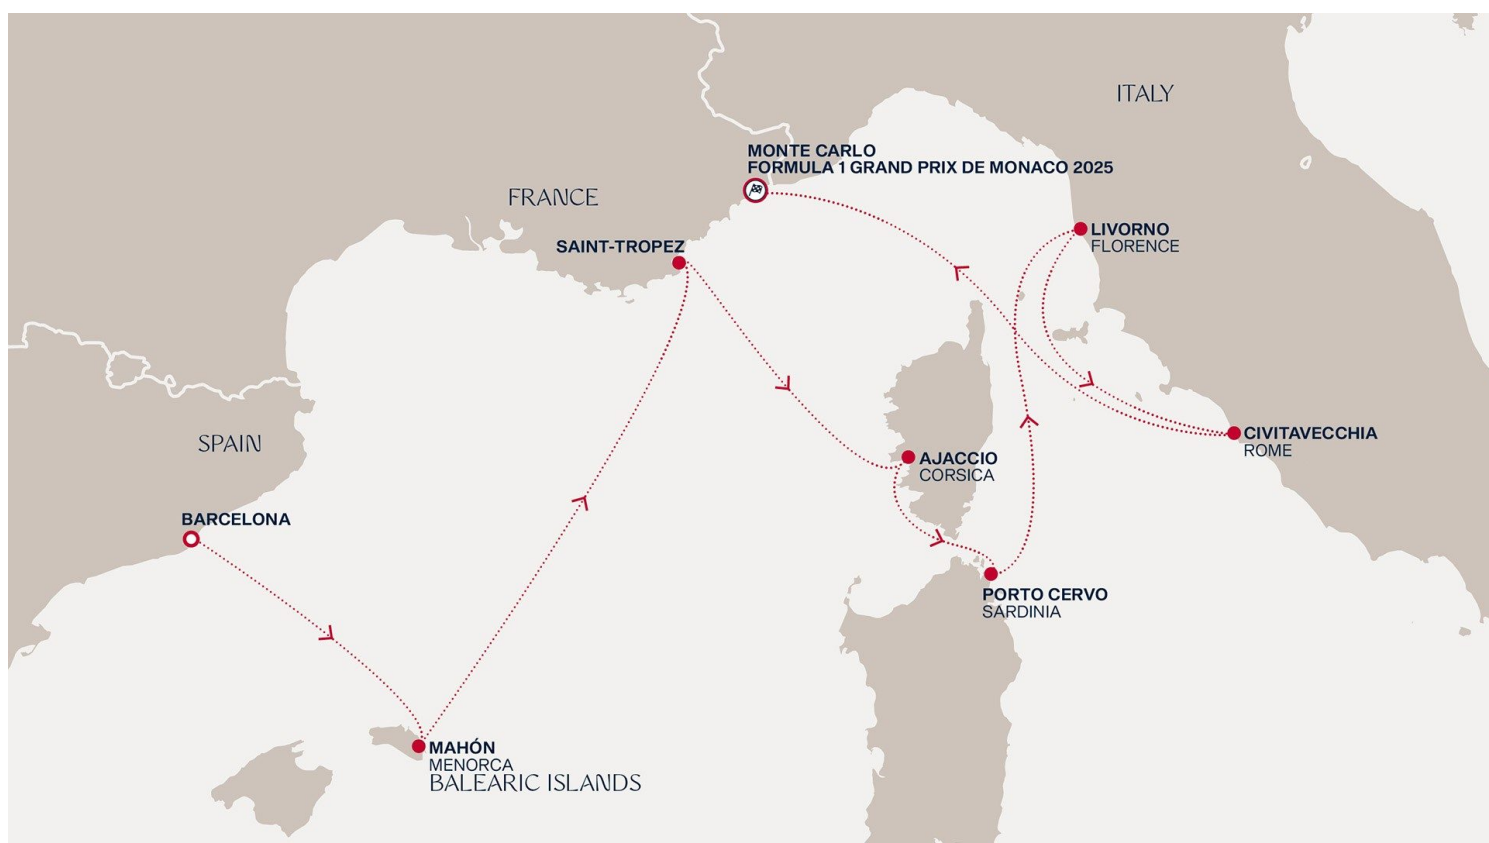 ITALY
MONTE CARLO
FORMULA 1 GRAND PRIX DE MONACO 2025
FRANCE
LIVORNO
FLORENCE
SAINT-TROPEZ
SPAIN
CIVITAVECCHIA
ROME
AJACCIO
CORSICA
BARCELONA
PORTO CERVO
SARDINIA
MAHÓN
MENORCA
BALEARIC ISLANDS